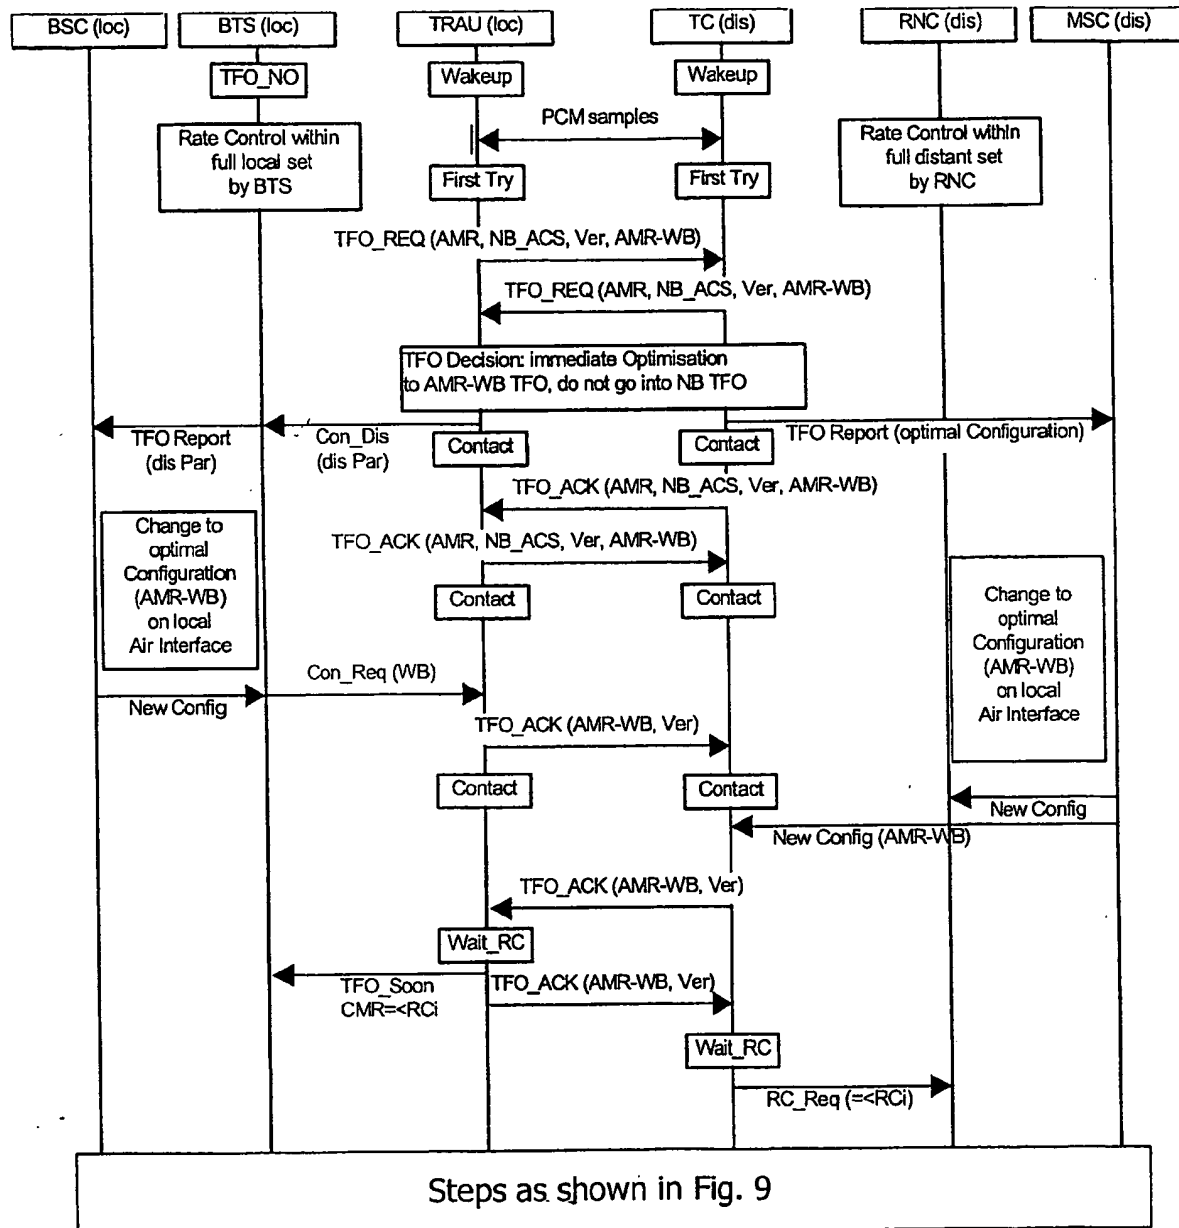 BSC (loc)
BTS (loc)
TRAU (loc)
TC (dis)
RNC (dis)
MSC (dis)
TFO_NO
Wakeup
Wakeup
PCM samples
Rate Control within
full local set
by BTS
Rate Control within
full distant set
by RNC
First Try
First Try
TFO_REQ (AMR, NB_ACS, Ver, AMR-WB)
TFO_REQ (AMR, NB_ACS, Ver, AMR-WB)
TFO Decision: immediate Optimisation
to AMR-WB TFO, do not go into NB TFO
TFO Report
(dis Par)
Con_Dis
(dis Par)
Contact
Contact
TFO Report (optimal Configuration)
TFO_ACK (AMR, NB_ACS, Ver, AMR-WB)
Change to
optimal
Configuration
(AMR-WB)
on local
Air Interface
TFO_ACK (AMR, NB_ACS, Ver, AMR-WB)
Contact
Contact
Change to
optimal
Configuration
(AMR-WB)
on local
Air Interface
New Config
Con_Req (WB)
TFO_ACK (AMR-WB, Ver)
Contact
Contact
New Config
New Config (AMR-WB)
TFO_ACK (AMR-WB, Ver)
Wait_RC
TFO_Soon
CMR=<RCi
TFO_ACK (AMR-WB, Ver)
Wait_RC
RC_Req (=<RCi)
Steps as shown in Fig. 9